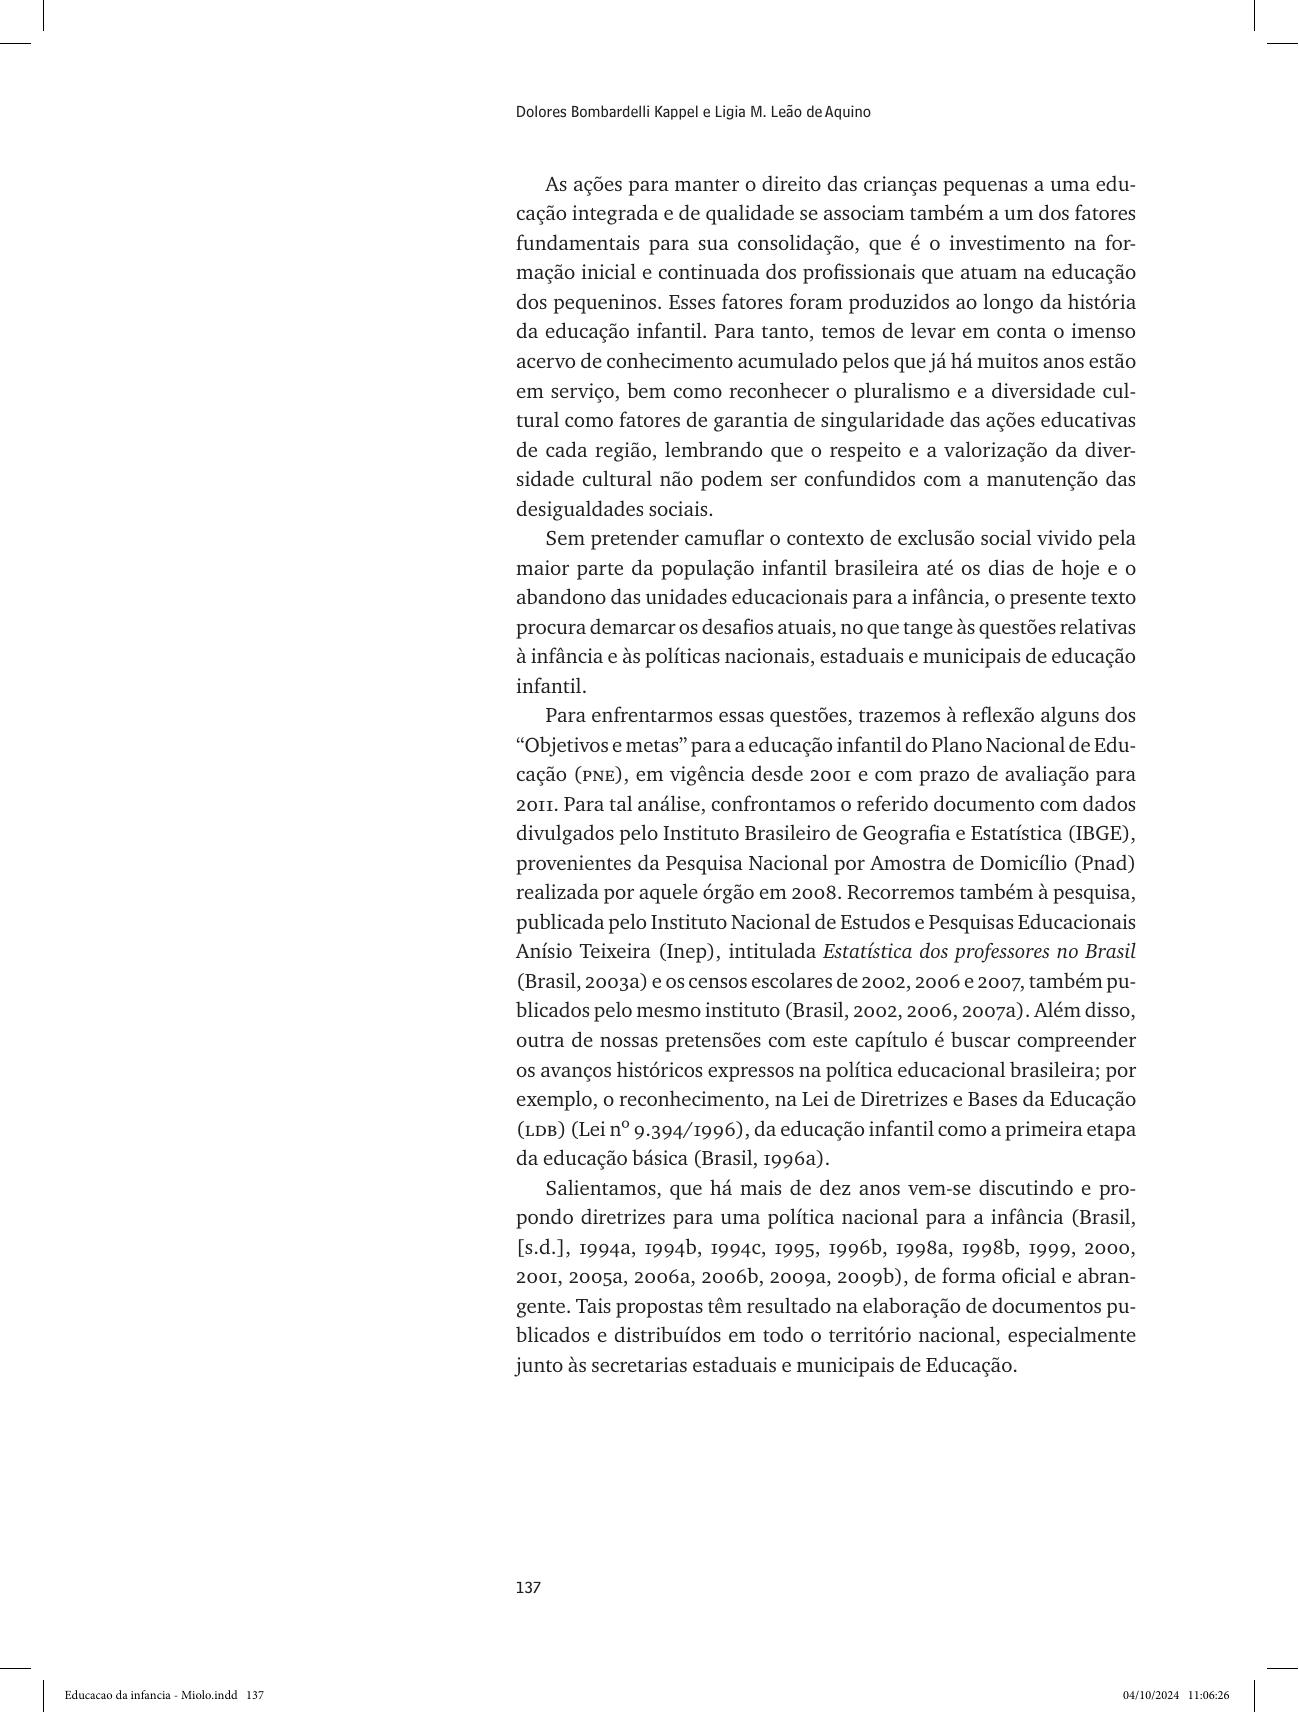 Dolores Bombardelli Kappel e Ligia M. Leão de Aquino
As ações para manter o direito das crianças pequenas a uma edu-
cação integrada e de qualidade se associam também a um dos fatores
fundamentais para sua consolidação, que é o investimento na for-
mação inicial e continuada dos profissionais que atuam na educação
dos pequeninos. Esses fatores foram produzidos ao longo da história
da educação infantil. Para tanto, temos de levar em conta o imenso
acervo de conhecimento acumulado pelos que já há muitos anos estão
em serviço, bem como reconhecer o pluralismo e a diversidade cul-
tural como fatores de garantia de singularidade das ações educativas
de cada região, lembrando que o respeito e a valorização da diver-
sidade cultural não podem ser confundidos com a manutenção das
desigualdades sociais.
Sem pretender camuflar o contexto de exclusão social vivido pela
maior parte da população infantil brasileira até os dias de hoje e o
abandono das unidades educacionais para a infância, o presente texto
procura demarcar os desafios atuais, no que tange às questões relativas
à infância e às políticas nacionais, estaduais e municipais de educação
infantil.
Para enfrentarmos essas questões, trazemos à reflexão alguns dos
“Objetivos e metas” para a educação infantil do Plano Nacional de Edu-
cação (PNE), em vigência desde 2001 e com prazo de avaliação para
2011. Para tal análise, confrontamos o referido documento com dados
divulgados pelo Instituto Brasileiro de Geografia e Estatística (IBGE),
provenientes da Pesquisa Nacional por Amostra de Domicílio (Pnad)
realizada por aquele órgão em 2008. Recorremos também à pesquisa,
publicada pelo Instituto Nacional de Estudos e Pesquisas Educacionais
Anísio Teixeira (Inep), intitulada Estatística dos professores no Brasil
(Brasil, 2003a) e os censos escolares de 2002, 2006 e 2007, também pu-
blicados pelo mesmo instituto (Brasil, 2002, 2006, 2007a). Além disso,
outra de nossas pretensões com este capítulo é buscar compreender
os avanços históricos expressos na política educacional brasileira; por
exemplo, o reconhecimento, na Lei de Diretrizes e Bases da Educação
(LDB) (Lei nº 9.394/1996), da educação infantil como a primeira etapa
da educação básica (Brasil, 1996a).
Salientamos, que há mais de dez anos vem-se discutindo e pro-
pondo diretrizes para uma política nacional para a infância (Brasil,
[s.d.], 1994a, 1994b, 1994c, 1995, 1996b, 1998a, 1998b, 1999, 2000,
2001, 2005a, 2006a, 2006b, 2009a, 2009b), de forma oficial e abran-
gente. Tais propostas têm resultado na elaboração de documentos pu-
blicados e distribuídos em todo o território nacional, especialmente
junto às secretarias estaduais e municipais de Educação.
137
Educacao da infancia - Miolo.indd 137
04/10/2024 11:06:26